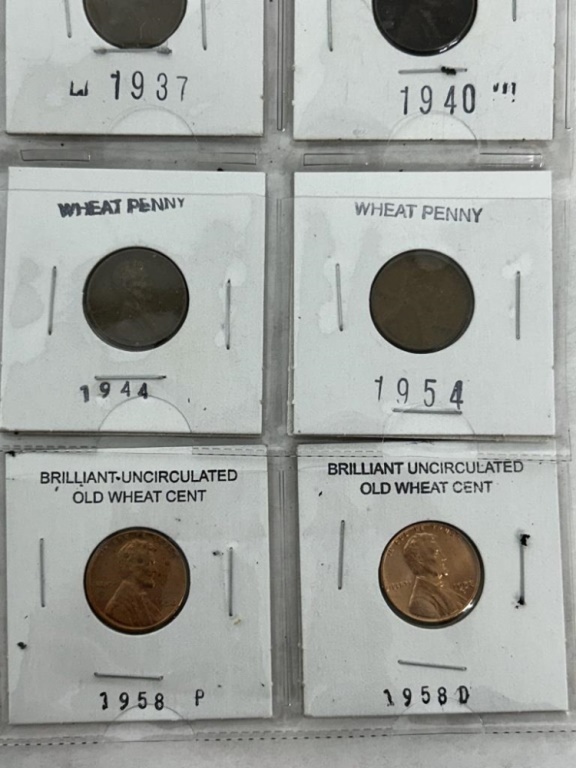 1937
1940
WHEAT PENNY
1944
WHEAT PENNY
1954
BRILLIANT-UNCIRCULATED
OLD WHEAT CENT
1958 P
BRILLIANT UNCIRCULATED
OLD WHEAT CENT
1958 D